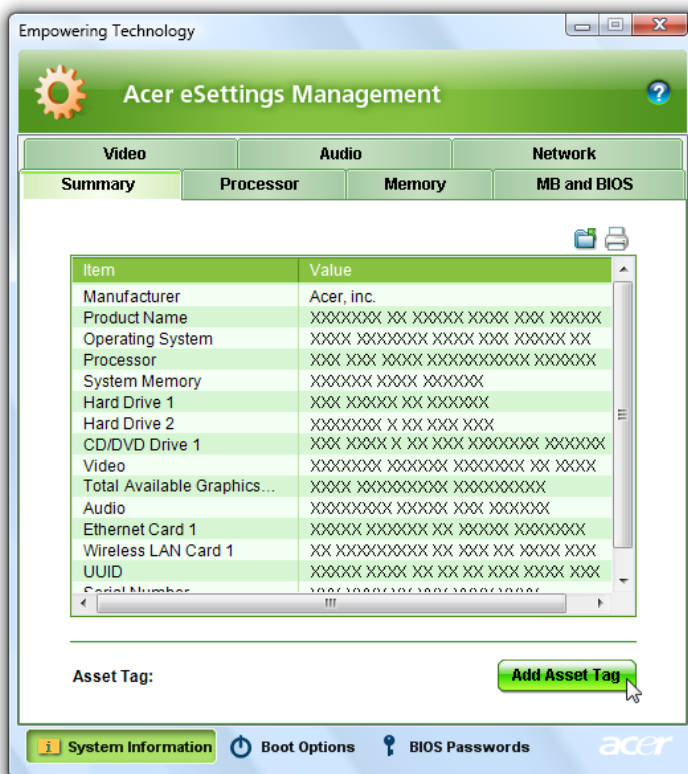 Empowering Technology
Acer eSettings Management
Video Audio Network
Summary Processor Memory MB and BIOS
Item Value
Manufacturer Acer, inc.
Product Name XXXXXXX XX XXXXX XXXX XXX XXXXX
Operating System XXXX XXXXXXX XXXX XXX XXXXX XX
Processor XXX XXX XXXX XXXXXXXXXX XXXXXX
System Memory XXXXXX XXXX XXXXXX
Hard Drive 1 XXX XXXXX XX XXXXXX
Hard Drive 2 XXXXXXX X XX XXX XXX
CD/DVD Drive 1 XXX XXXX X XX XXX XXXXXXX XXXXXX
Video XXXXXXX XXXXXX XXXXXXX XX XXXX
Total Available Graphics... XXXX XXXXXXXXX XXXXXXXXX
Audio XXXXXXXXX XXXXX XXX XXXXXX
Ethernet Card 1 XXXXX XXXXXXX XX XXXXX XXXXXXX
Wireless LAN Card 1 XX XXXXXXXXX XX XXX XX XXXX XXX
UUID XXXXX XXXX XX XX XX XXX XXXX XXX
Serial Number
Asset Tag: Add Asset Tag
System Information Boot Options BIOS Passwords acer